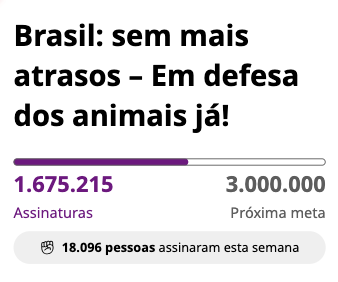 Brasil: sem mais
atrasos – Em defesa
dos animais já!
1.675.215 3.000.000
Assinaturas Próxima meta
18.096 pessoas assinaram esta semana